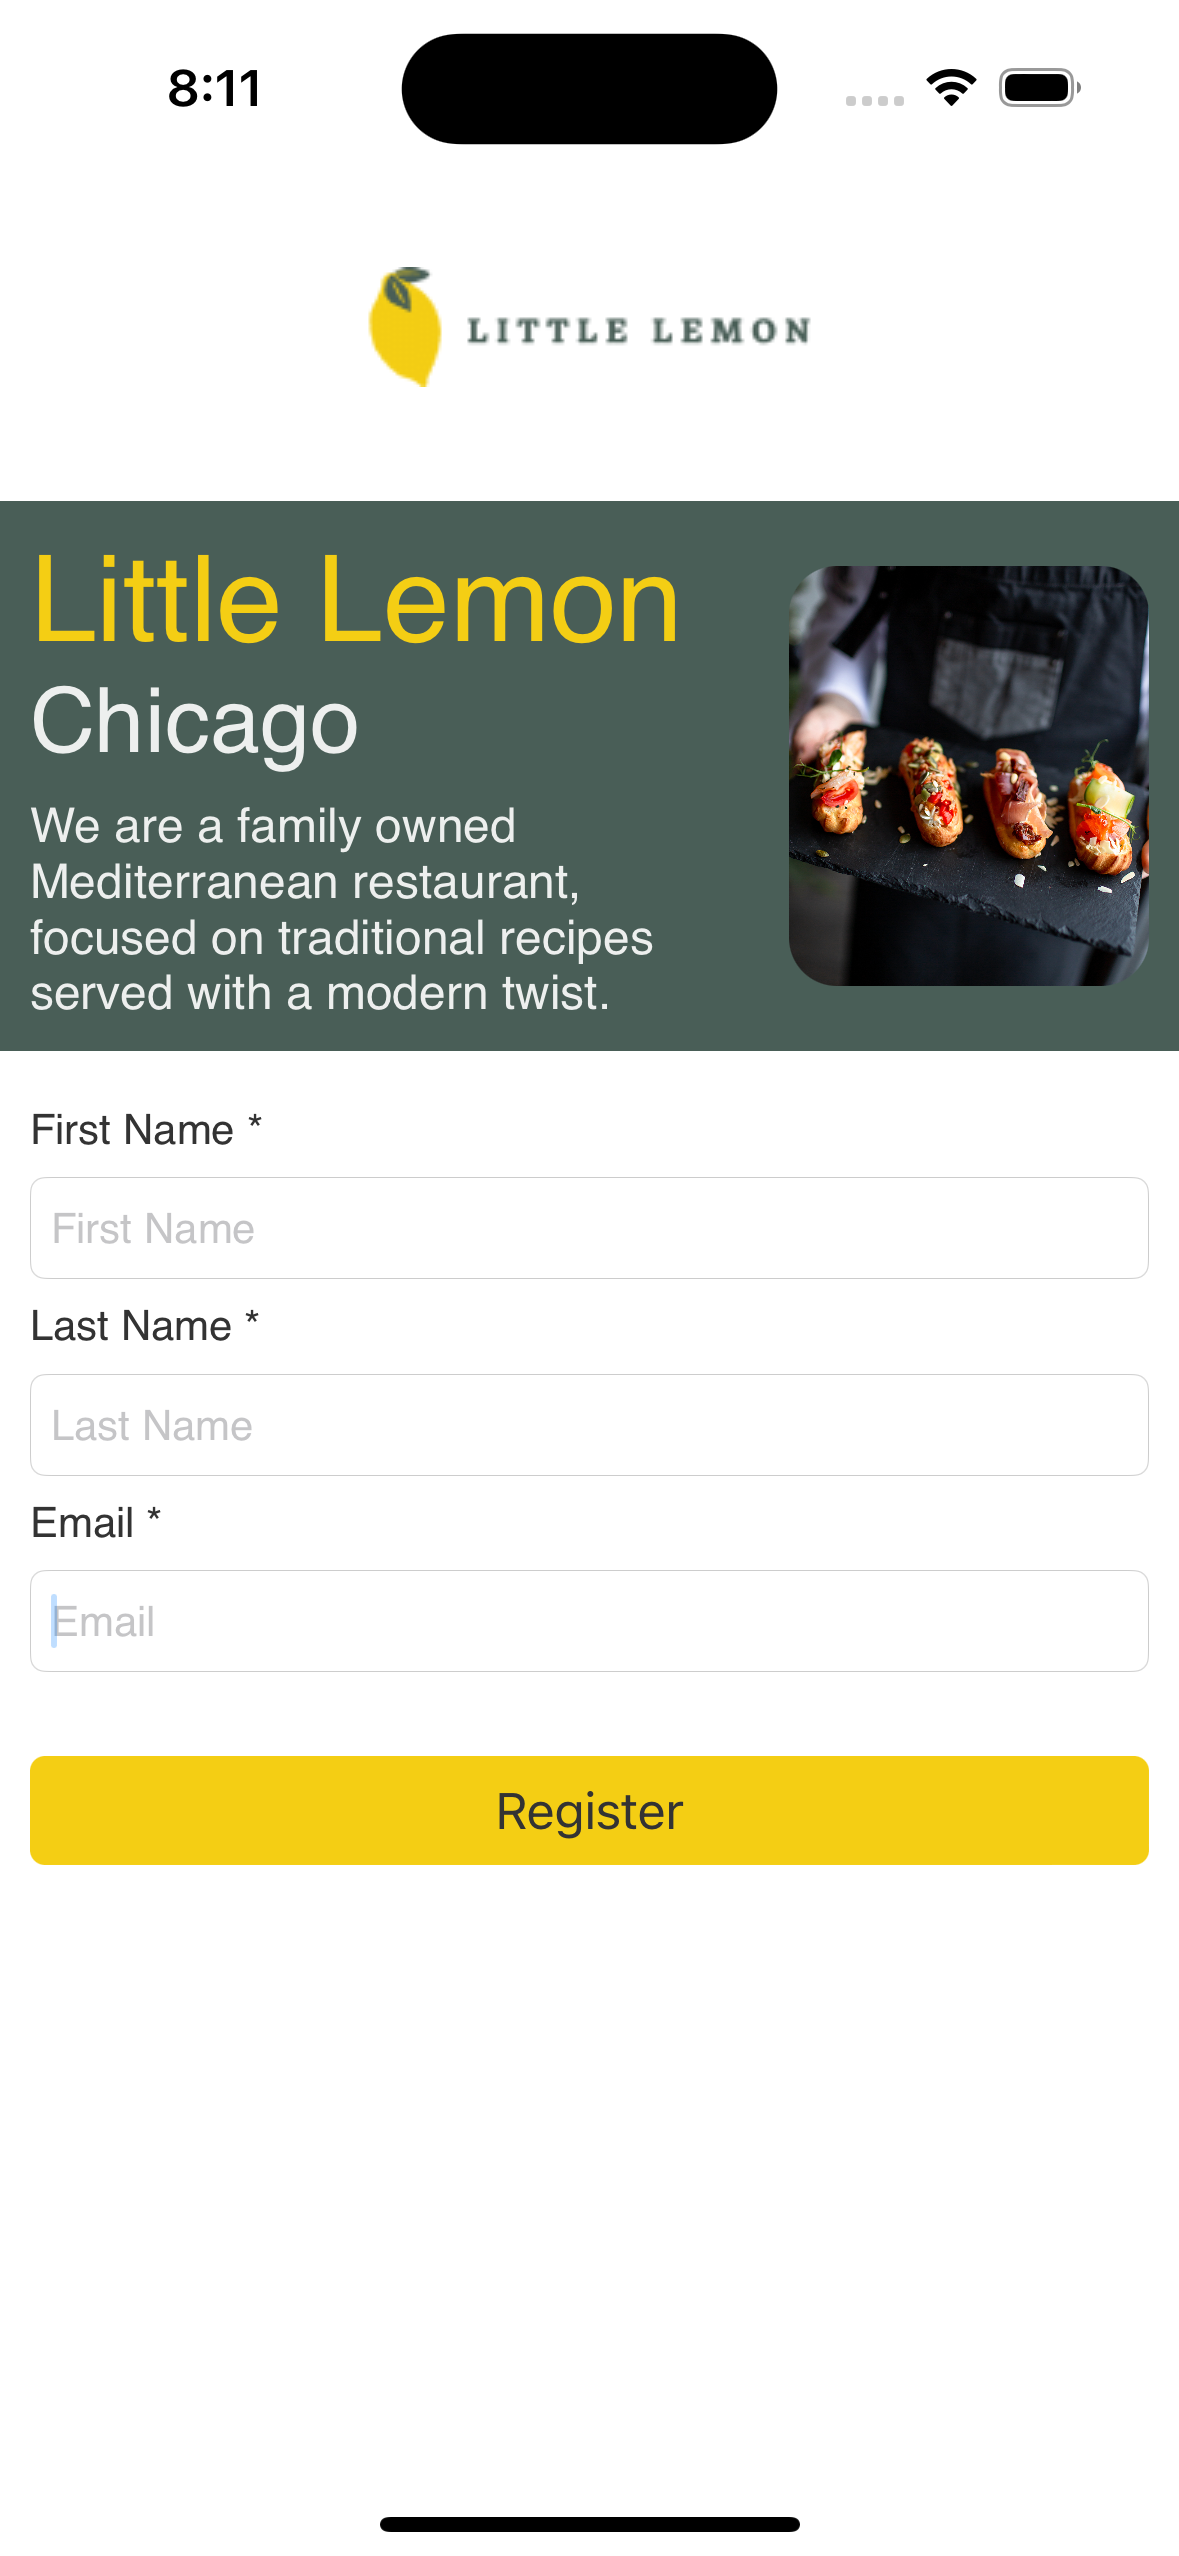 8:11
LITTLE LEMON
Little Lemon
Chicago
We are a family owned
Mediterranean restaurant,
focused on traditional recipes
served with a modern twist.
First Name *
First Name
Last Name *
Last Name
Email *
Email
Register